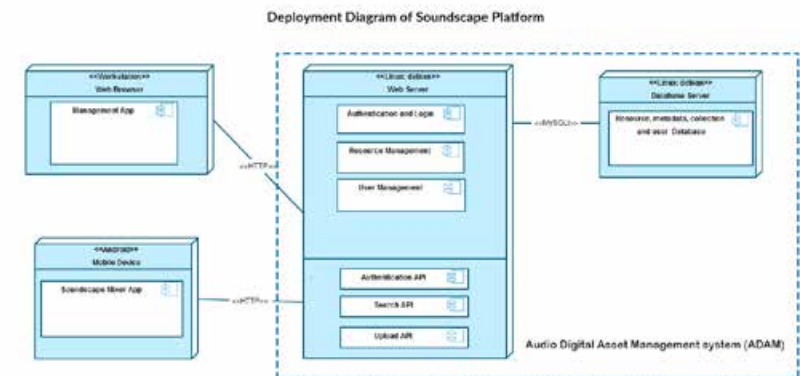 Deployment Diagram of Soundscape Platform
<<Workstation>>
Web Browser
Management App
<<Linux: debian>>
Web Server
Authentication and Login
Resource Management
User Management
<<Linux: debian>>
Database Server
Resource, metadata, collection
and user Database
<<MYSQL>>
<<HTTP>>
<<Android>>
Mobile Device
Soundscape Mixer App
<<HTTP>>
Authentication API
Search API
Upload API
Audio Digital Asset Management system (ADAM)